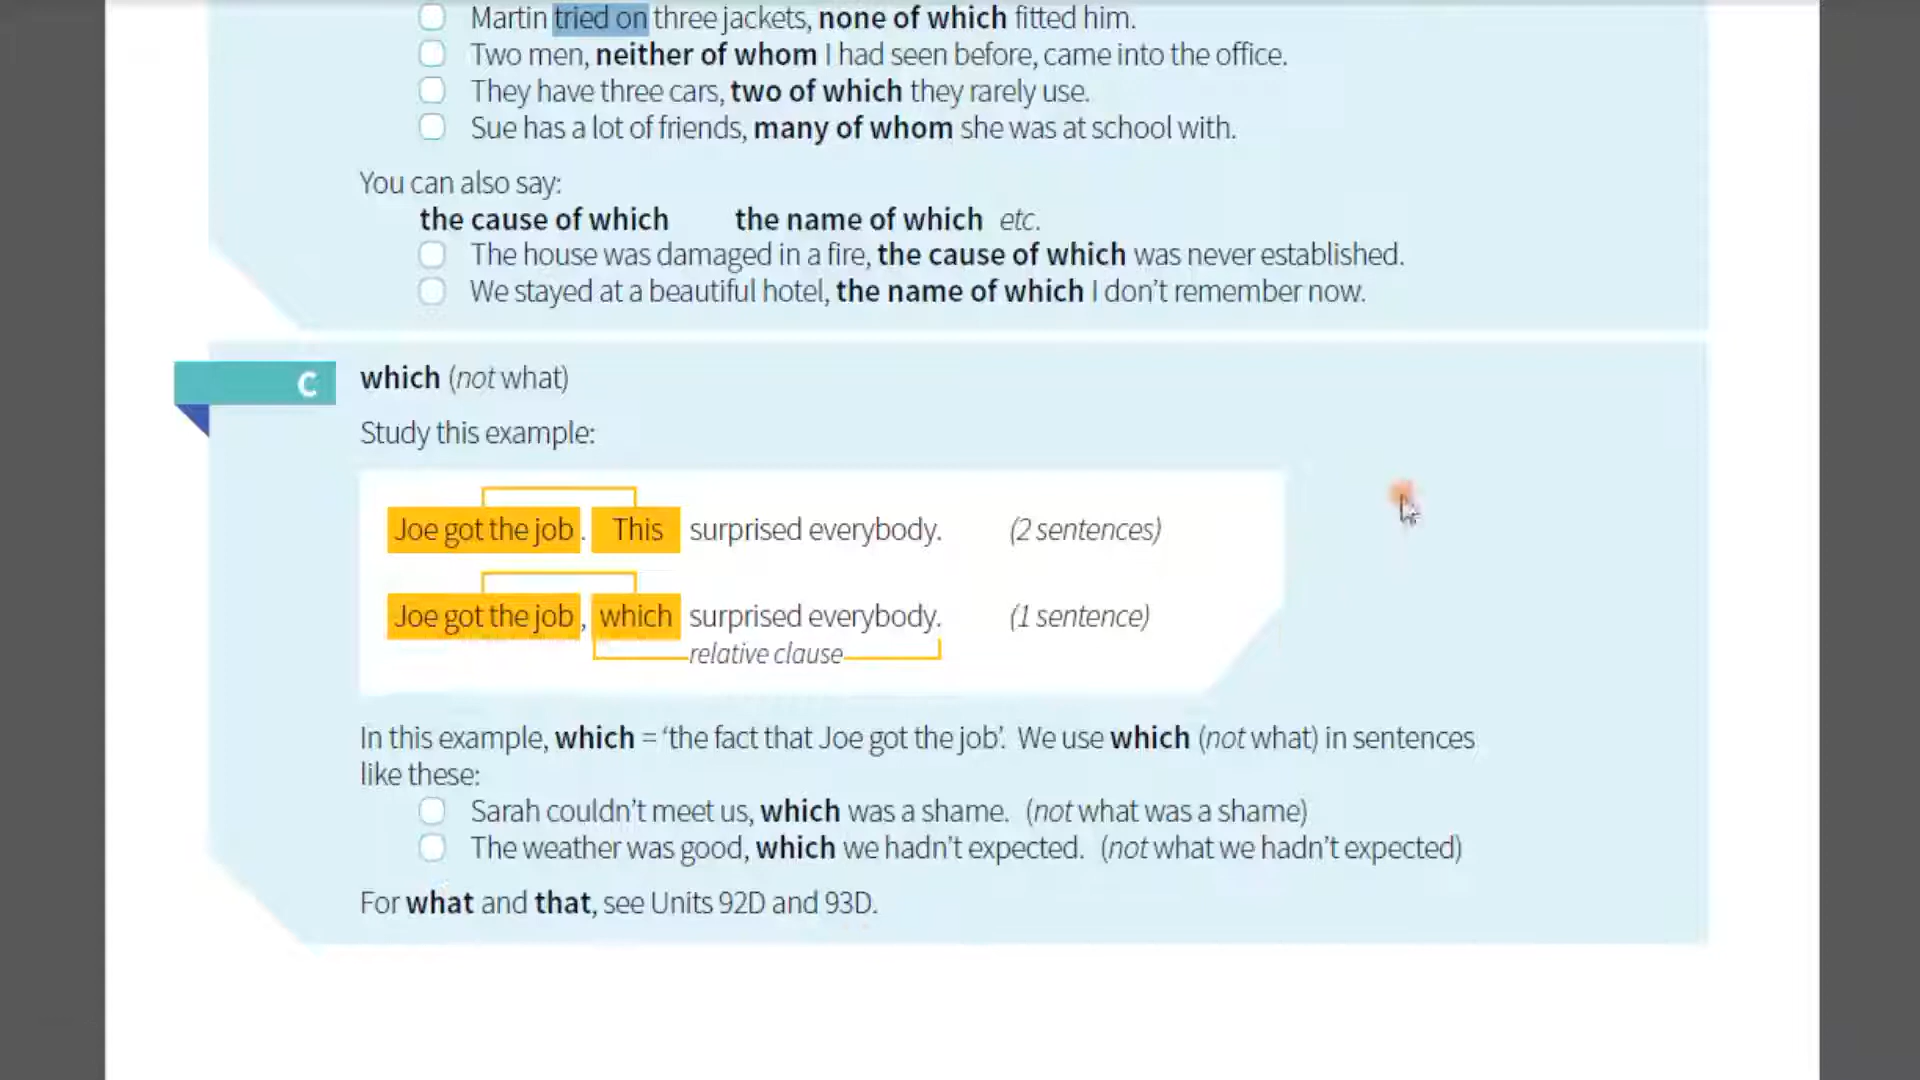 Martin tried on three jackets, none of which fitted him.
Two men, neither of whom I had seen before, came into the office.
They have three cars, two of which they rarely use.
Sue has a lot of friends, many of whom she was at school with.
You can also say:
the cause of which the name of which etc.
The house was damaged in a fire, the cause of which was never established.
We stayed at a beautiful hotel, the name of which I don’t remember now.
C which (not what)
Study this example:
Joe got the job. This surprised everybody. (2 sentences)
Joe got the job, which surprised everybody. (1 sentence)
relative clause
In this example, which = ‘the fact that Joe got the job’. We use which (not what) in sentences
like these:
Sarah couldn’t meet us, which was a shame. (not what was a shame)
The weather was good, which we hadn’t expected. (not what we hadn’t expected)
For what and that, see Units 92D and 93D.